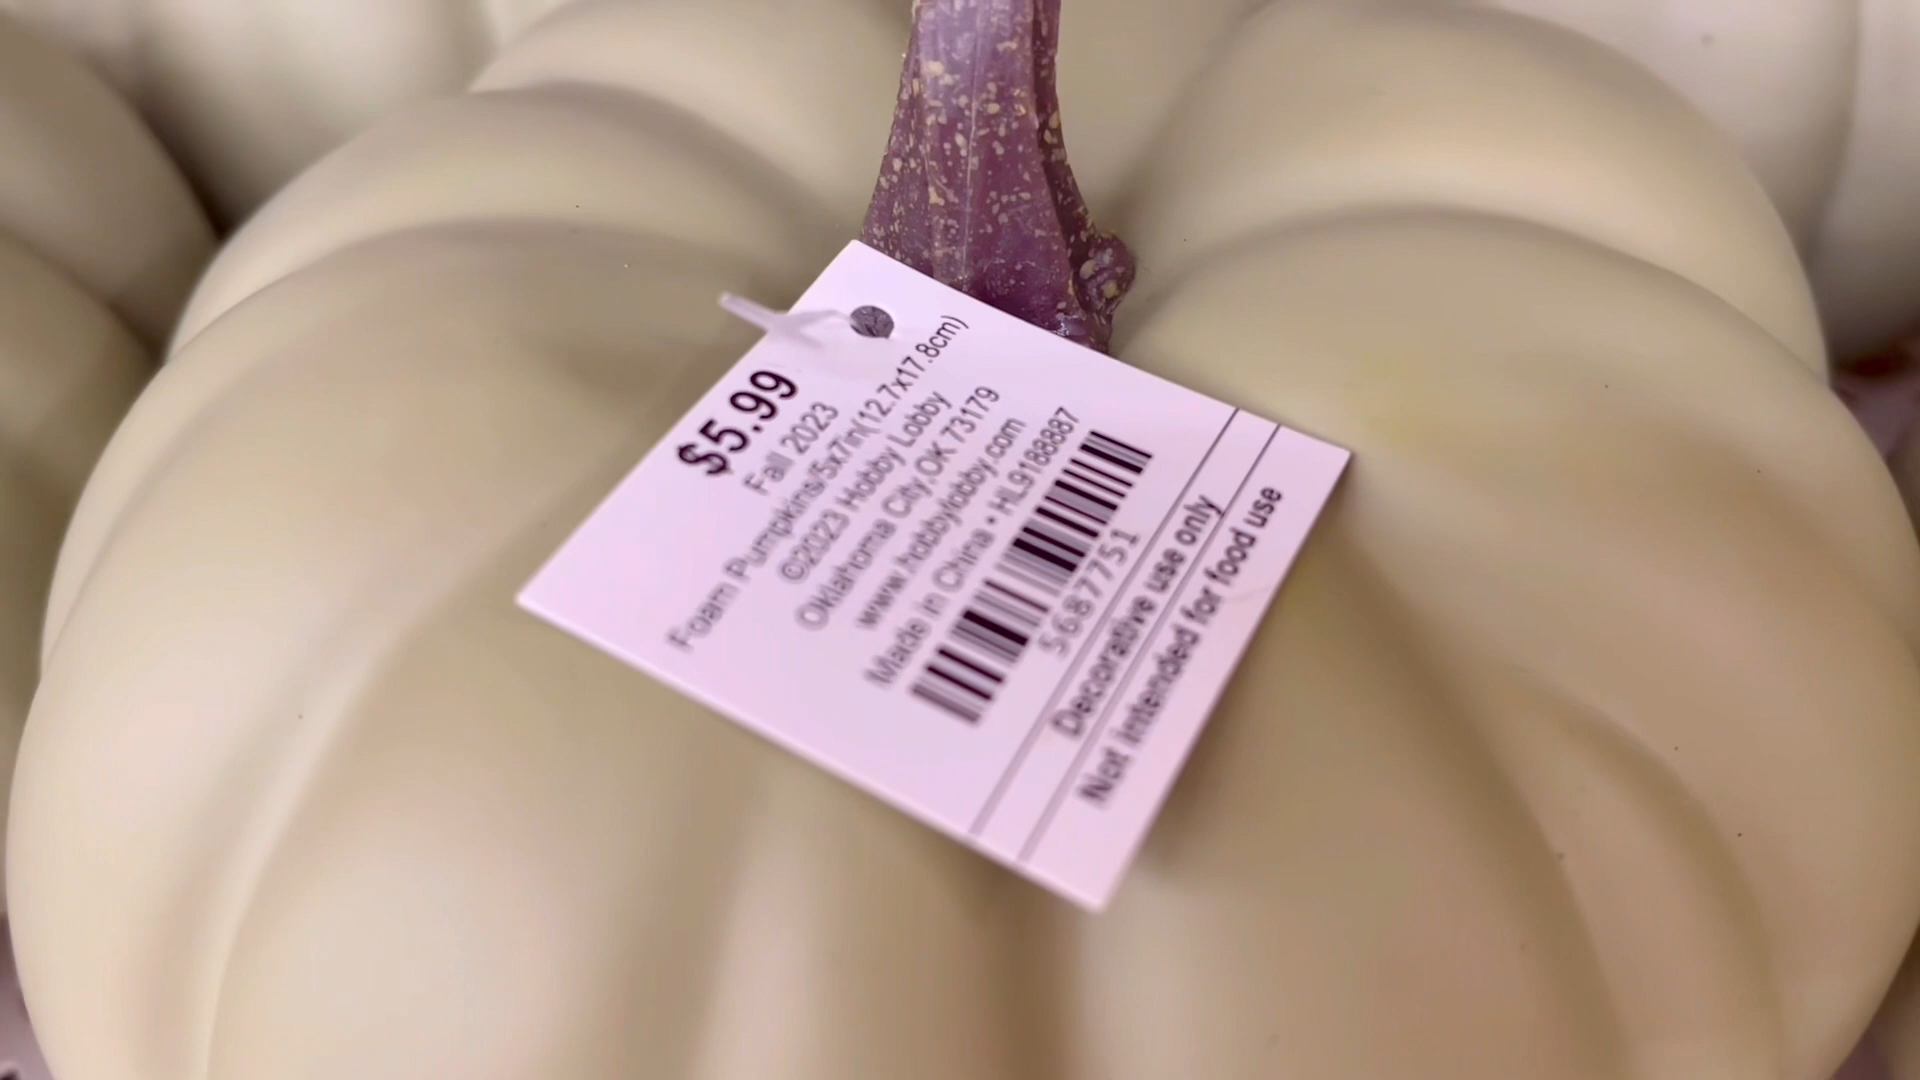 $5.99
Fall 2023
Foam Pumpkins/5x7in(12.7x17.8cm)
©2023 Hobby Lobby
Oklahoma City,OK 73179
www.hobbylobby.com
Made in China • HL9188887
5687751
Decorative use only
Not intended for food use